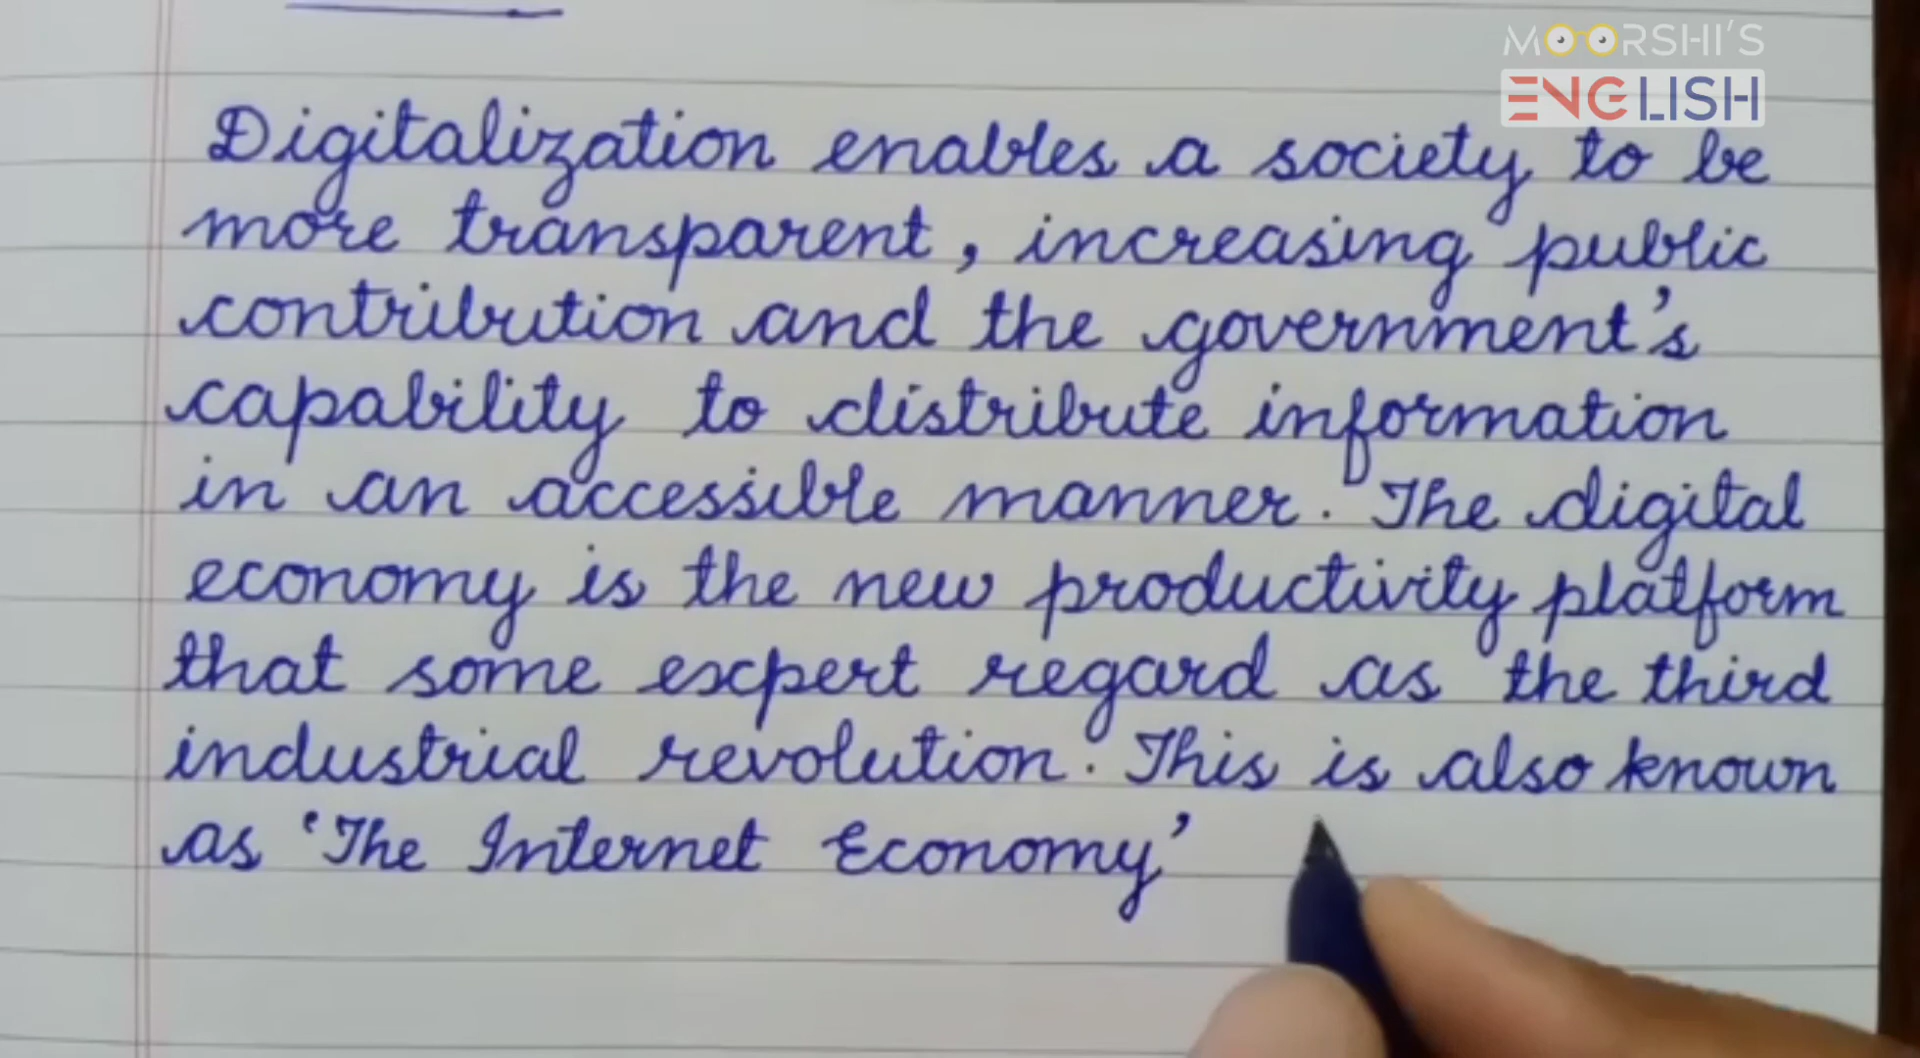 MOORSHI'S
ENGLISH
Digitalization enables a society to be
more transparent, increasing public
contribution and the government's
capability to distribute information
in an accessible manner. The digital
economy is the new productivity platform
that some expert regard as the third
industrial revolution. This is also known
as 'The Internet Economy'